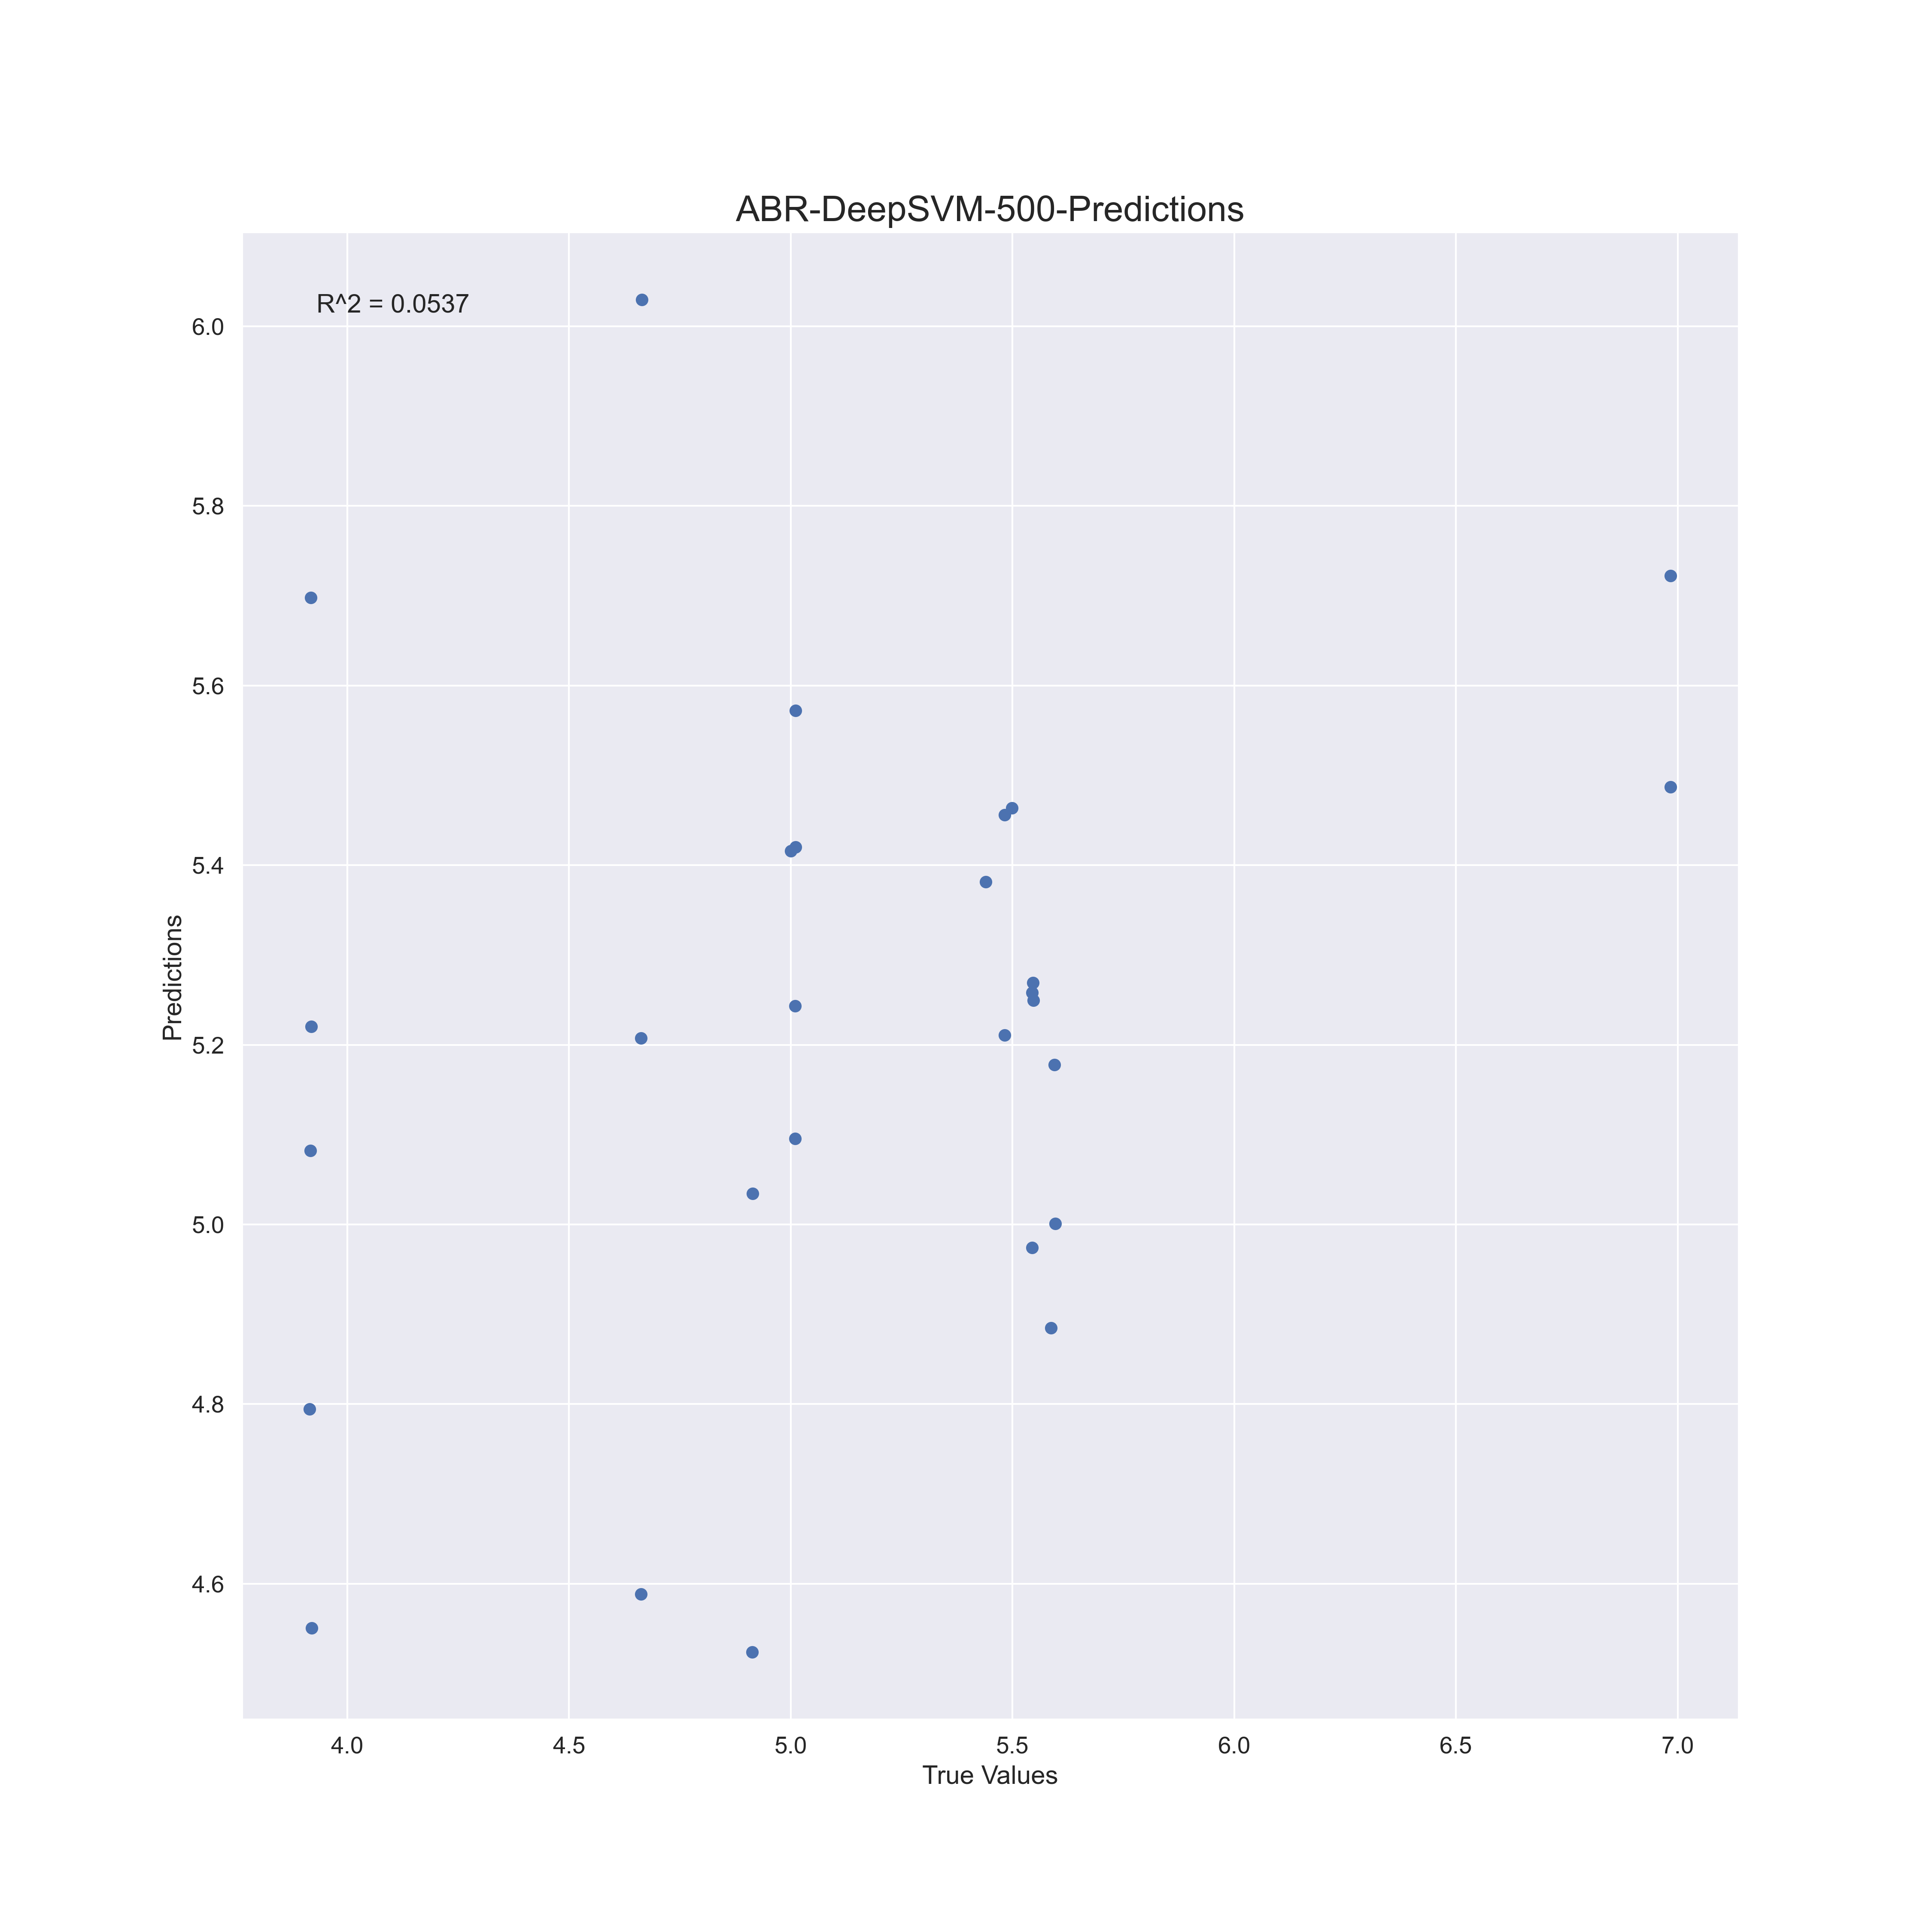 ABR-DeepSVM-500-Predictions
R^2 = 0.0537
6.0
5.8
5.6
5.4
5.2
5.0
4.8
4.6
Predictions
4.0 4.5 5.0 5.5 6.0 6.5 7.0
True Values